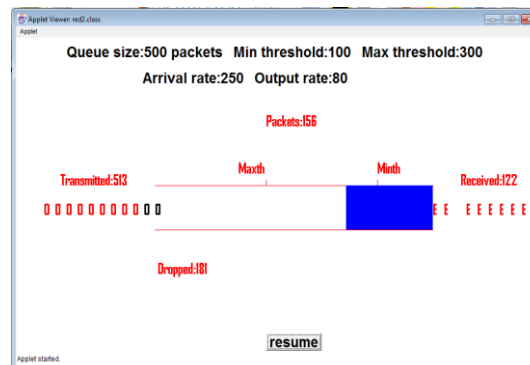 Applet Viewer: red2.class
Applet
Queue size:500 packets Min threshold:100 Max threshold:300
Arrival rate:250 Output rate:80
Packets:156
Maxth Minth
Transmitted:513 Received:122
0 0 0 0 0 0 0 0 0 0 0 E E E E E E E E
Dropped:181
resume
Applet started.